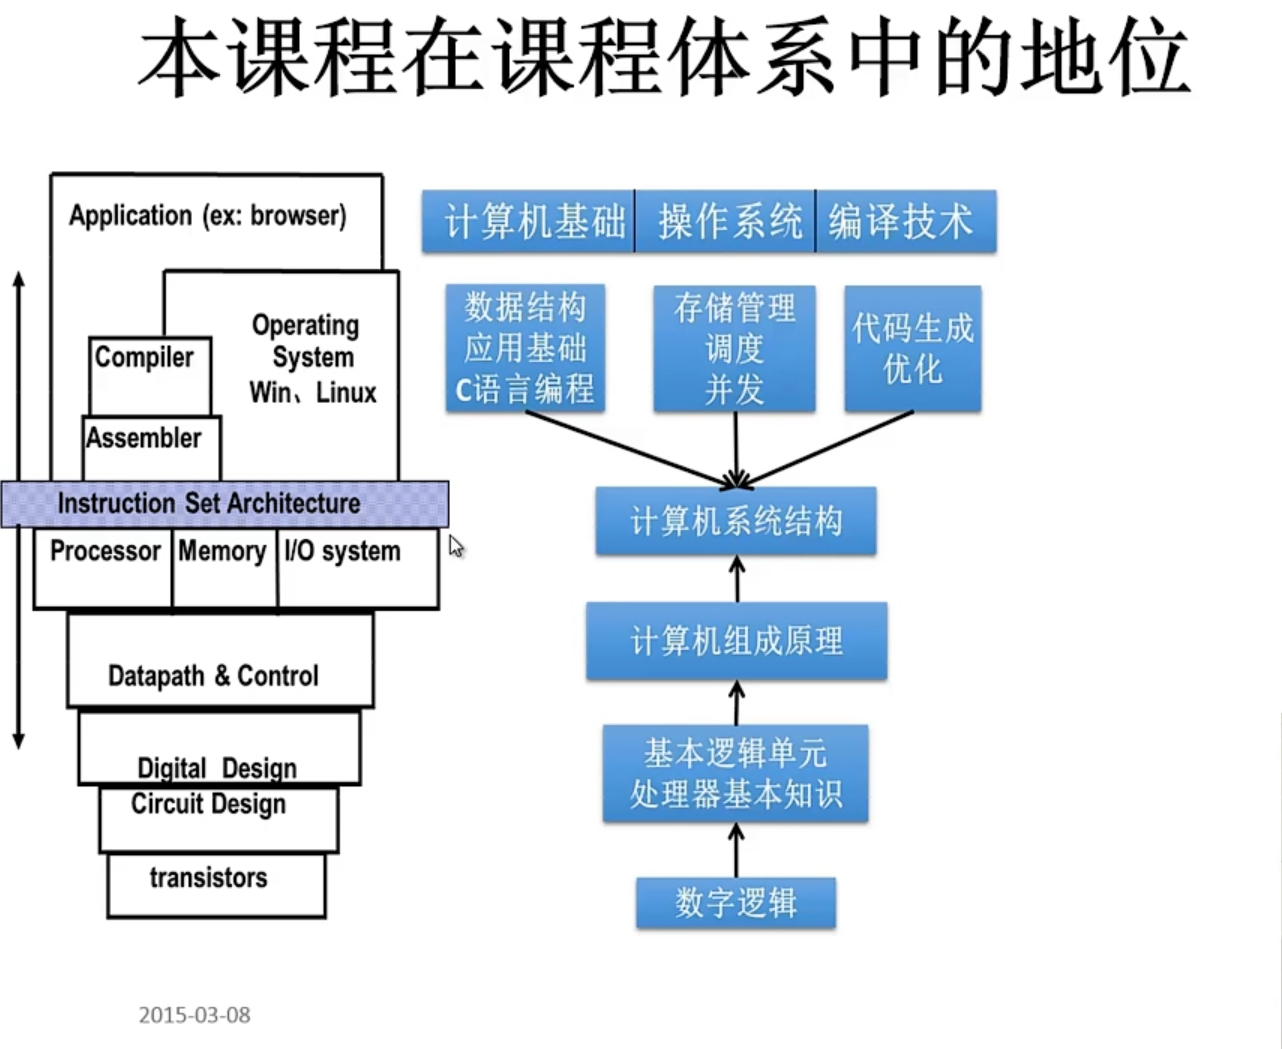 本课程在课程体系中的地位
Application (ex: browser)
Operating
System
Win、Linux
Compiler
Assembler
Instruction Set Architecture
Processor
Memory
I/O system
Datapath & Control
Digital Design
Circuit Design
transistors
计算机基础
操作系统
编译技术
数据结构
应用基础
C语言编程
存储管理
调度
并发
代码生成
优化
计算机系统结构
计算机组成原理
基本逻辑单元
处理器基本知识
数字逻辑
2015-03-08